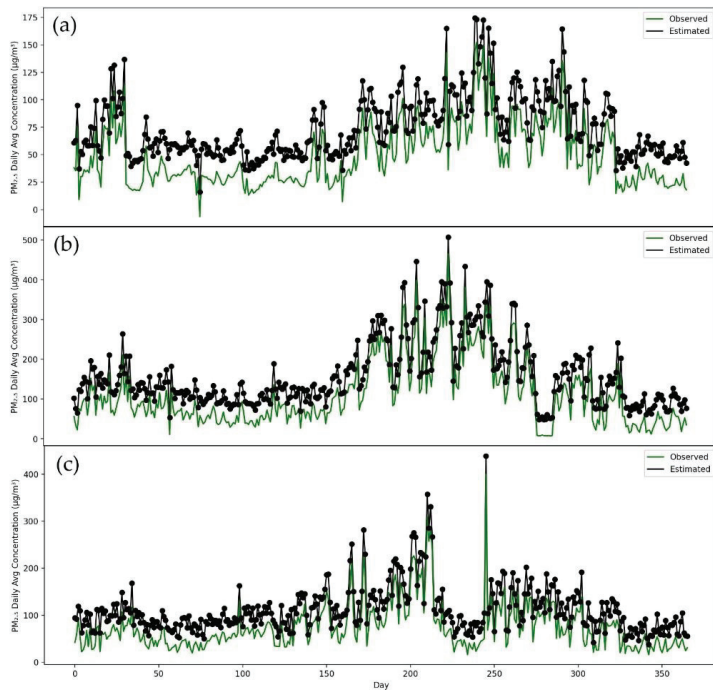 (a)
Observed
Estimated
PM₂.₅ Daily Avg Concentration (µg/m³)
175
150
125
100
75
50
25
0
(b)
Observed
Estimated
PM₂.₅ Daily Avg Concentration (µg/m³)
500
400
300
200
100
0
(c)
Observed
Estimated
PM₂.₅ Daily Avg Concentration (µg/m³)
400
300
200
100
0
0 50 100 150 200 250 300 350
Day